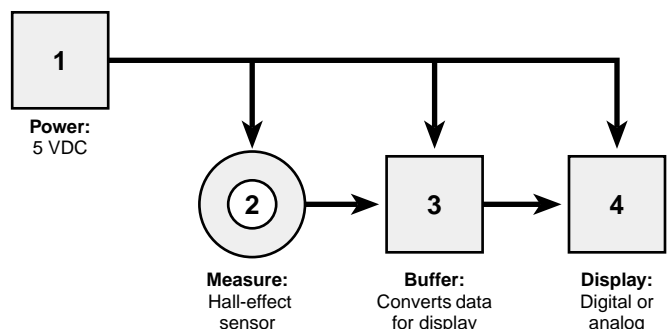 1
Power:
5 VDC
2
3
4
Measure:
Hall-effect
sensor
Buffer:
Converts data
for display
Display:
Digital or
analog